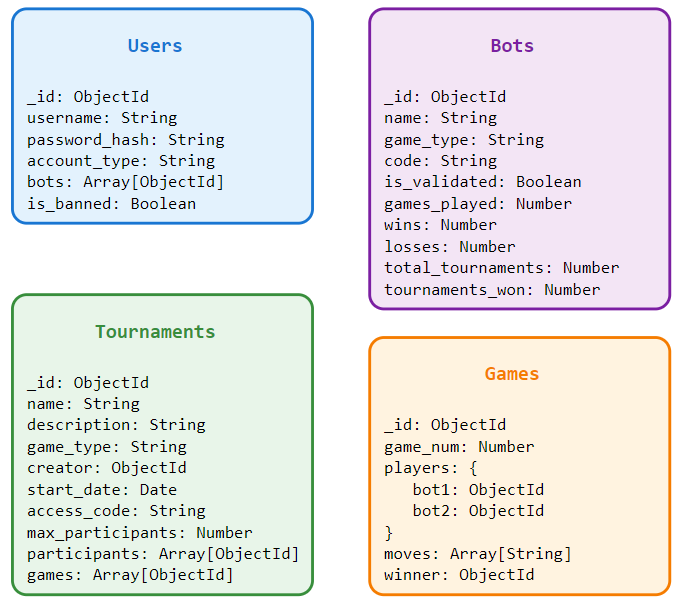 Users
_id: ObjectId
username: String
password_hash: String
account_type: String
bots: Array[ObjectId]
is_banned: Boolean
Bots
_id: ObjectId
name: String
game_type: String
code: String
is_validated: Boolean
games_played: Number
wins: Number
losses: Number
total_tournaments: Number
tournaments_won: Number
Tournaments
_id: ObjectId
name: String
description: String
game_type: String
creator: ObjectId
start_date: Date
access_code: String
max_participants: Number
participants: Array[ObjectId]
games: Array[ObjectId]
Games
_id: ObjectId
game_num: Number
players: {
bot1: ObjectId
bot2: ObjectId
}
moves: Array[String]
winner: ObjectId